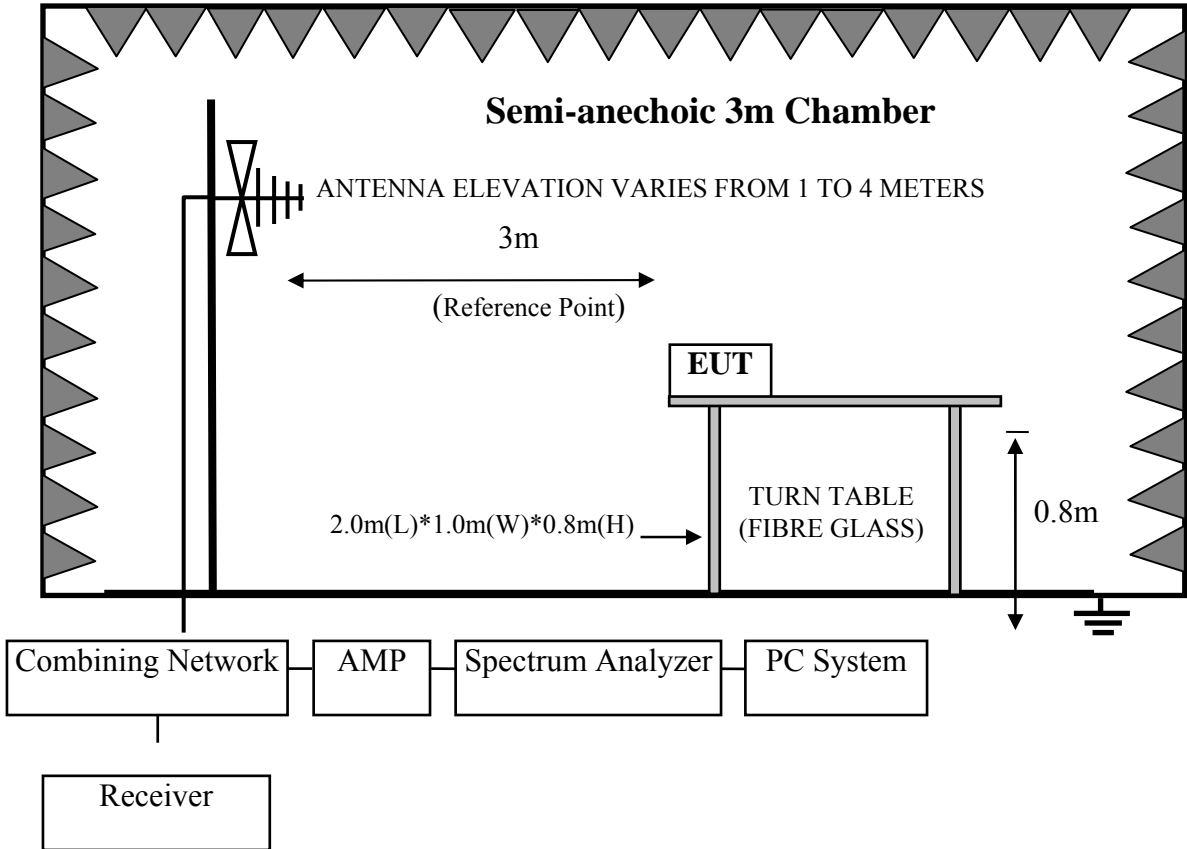 Semi-anechoic 3m Chamber
ANTENNA ELEVATION VARIES FROM 1 TO 4 METERS
3m
(Reference Point)
EUT
TURN TABLE
(FIBRE GLASS)
2.0m(L)*1.0m(W)*0.8m(H)
0.8m
Combining Network
AMP
Spectrum Analyzer
PC System
Receiver